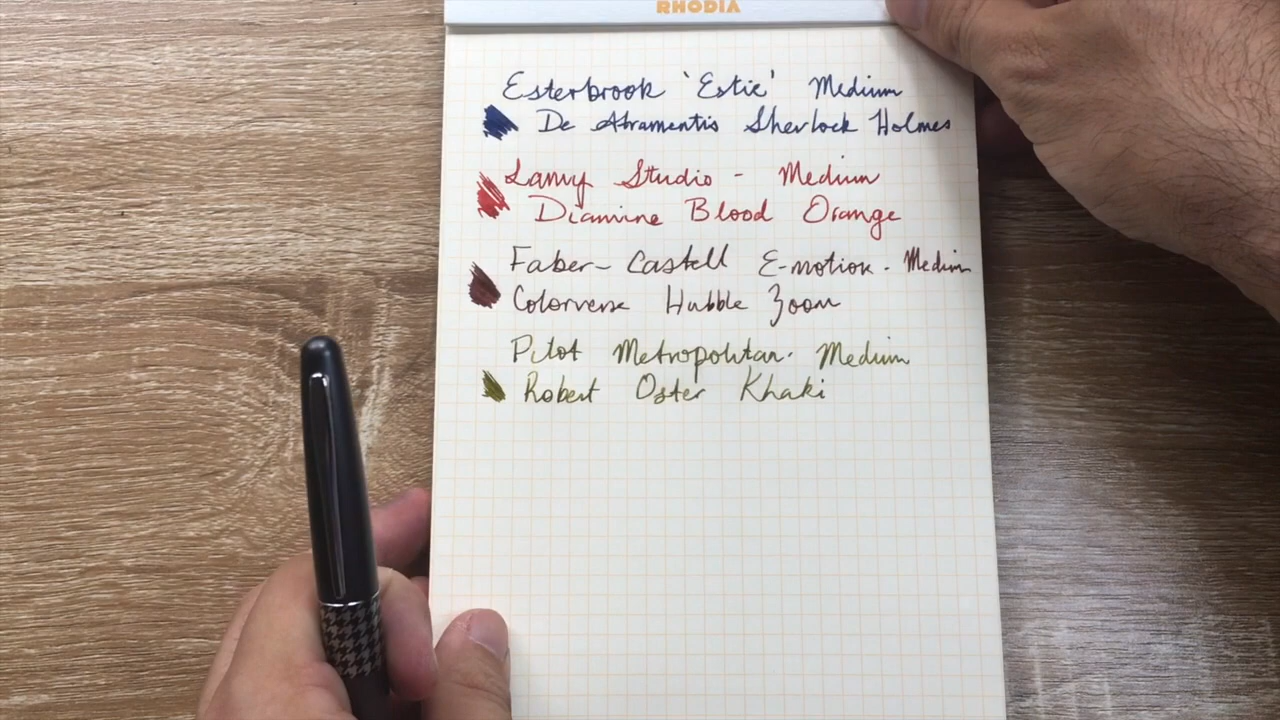 RHODIA
Esterbrook 'Estie' Medium
De Atramentis Sherlock Holmes
Lamy Studio - Medium
Diamine Blood Orange
Faber-Castell E-motion - Medium
Colorverse Hubble Zoom
Pilot Metropolitan - Medium
Robert Oster Khaki